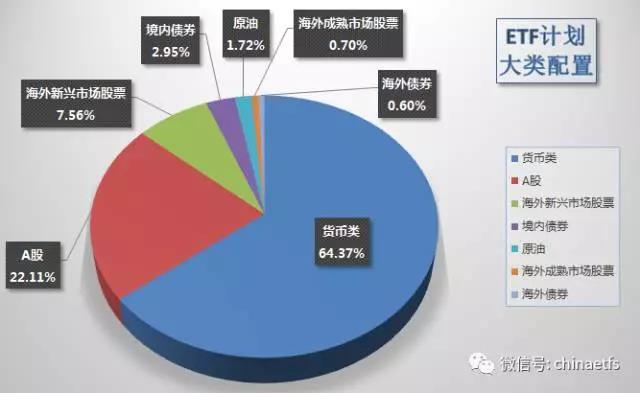 ETF计划
大类配置
境内债券
2.95%
原油
1.72%
海外成熟市场股票
0.70%
海外新兴市场股票
7.56%
海外债券
0.60%
货币类
64.37%
A股
22.11%
货币类
A股
海外新兴市场股票
境内债券
原油
海外成熟市场股票
海外债券
微信号: chinaetfs